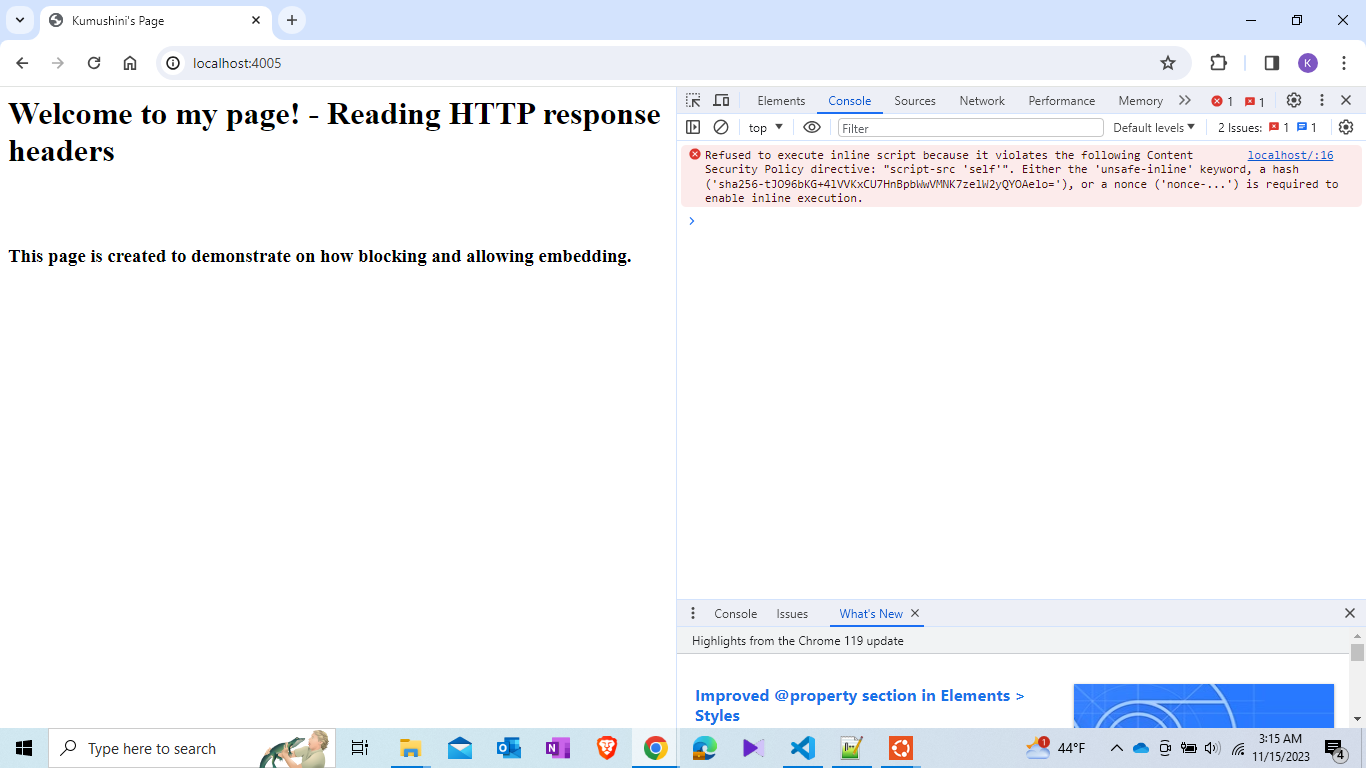 Kumushini's Page
localhost:4005
K
Welcome to my page! - Reading HTTP response
headers
This page is created to demonstrate on how blocking and allowing embedding.
Elements Console Sources Network Performance Memory 1 1
top Filter Default levels 2 Issues: 1 1
Refused to execute inline script because it violates the following Content localhost/:16
Security Policy directive: "script-src 'self'". Either the 'unsafe-inline' keyword, a hash
('sha256-tJO96bKG+4lVVKxCU7HnBpbWwVMNK7zelW2yQYOAelo='), or a nonce ('nonce-...') is required to
enable inline execution.
Console Issues What's New
Highlights from the Chrome 119 update
Improved @property section in Elements >
Styles
Type here to search
1 44°F
3:15 AM
11/15/2023
4